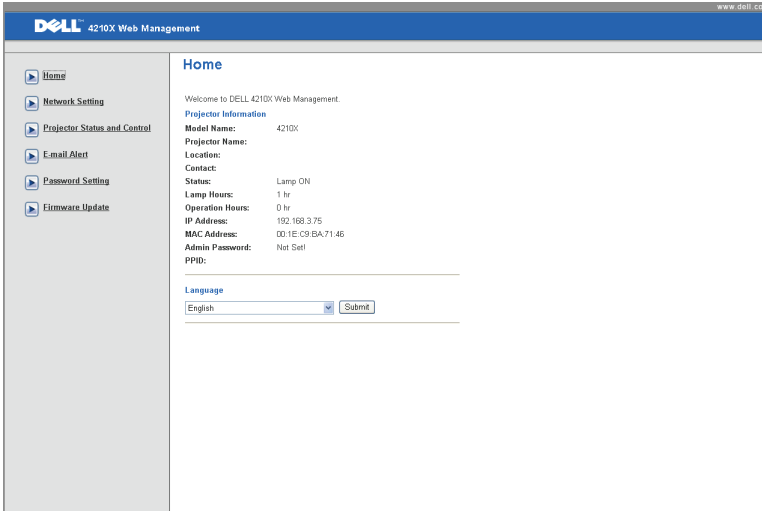 www.dell.co
DELL™ 4210X Web Management
Home
Network Setting
Projector Status and Control
E-mail Alert
Password Setting
Firmware Update
Home
Welcome to DELL 4210X Web Management.
Projector Information
Model Name: 4210X
Projector Name:
Location:
Contact:
Status: Lamp ON
Lamp Hours: 1 hr
Operation Hours: 0 hr
IP Address: 192.168.3.75
MAC Address: 00:1E:C9:BA:71:46
Admin Password: Not Set!
PPID:
Language
English Submit